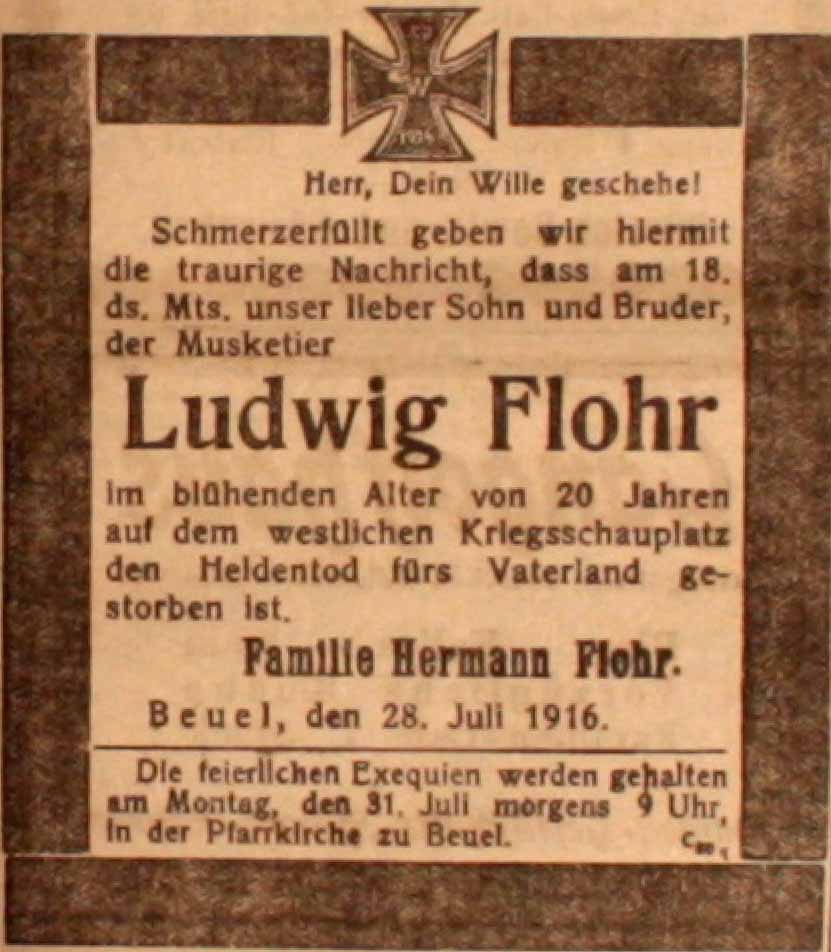 W
1914
Herr, Dein Wille geschehe!
Schmerzerfüllt geben wir hiermit
die traurige Nachricht, dass am 18.
ds. Mts. unser lieber Sohn und Bruder,
der Musketier
Ludwig Flohr
im blühenden Alter von 20 Jahren
auf dem westlichen Kriegsschauplatz
den Heldentod fürs Vaterland ge-
storben ist.
Familie Hermann Flohr.
Beuel, den 28. Juli 1916.
Die feierlichen Exequien werden gehalten
am Montag, den 31. Juli morgens 9 Uhr,
in der Pfarrkirche zu Beuel.